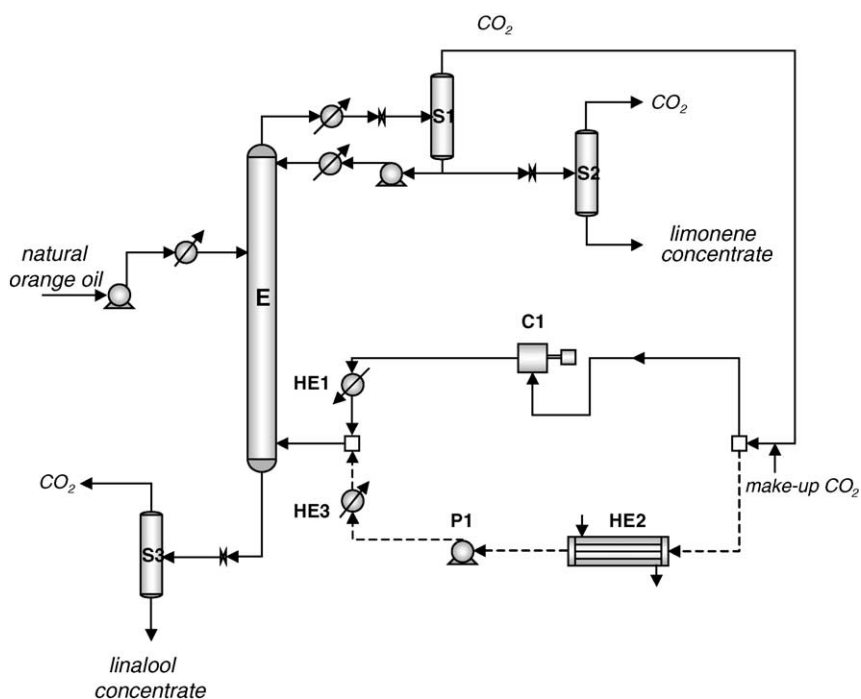 CO2
S1
CO2
S2
natural
orange oil
limonene
concentrate
E
C1
HE1
CO2
HE3
P1
HE2
make-up CO2
S3
linalool
concentrate